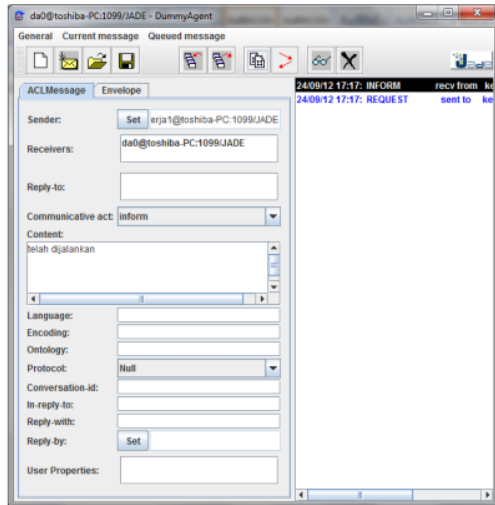 da0@toshiba-PC:1099/JADE - DummyAgent
General Current message Queued message
Jade
ACLMessage Envelope
Sender: Set erja1@toshiba-PC:1099/JADE
Receivers: da0@toshiba-PC:1099/JADE
Reply-to:
Communicative act: inform
Content:
telah dijalankan
Language:
Encoding:
Ontology:
Protocol: Null
Conversation-id:
In-reply-to:
Reply-with:
Reply-by: Set
User Properties:
24/09/12 17:17: INFORM recv from ke
24/09/12 17:17: REQUEST sent to ke